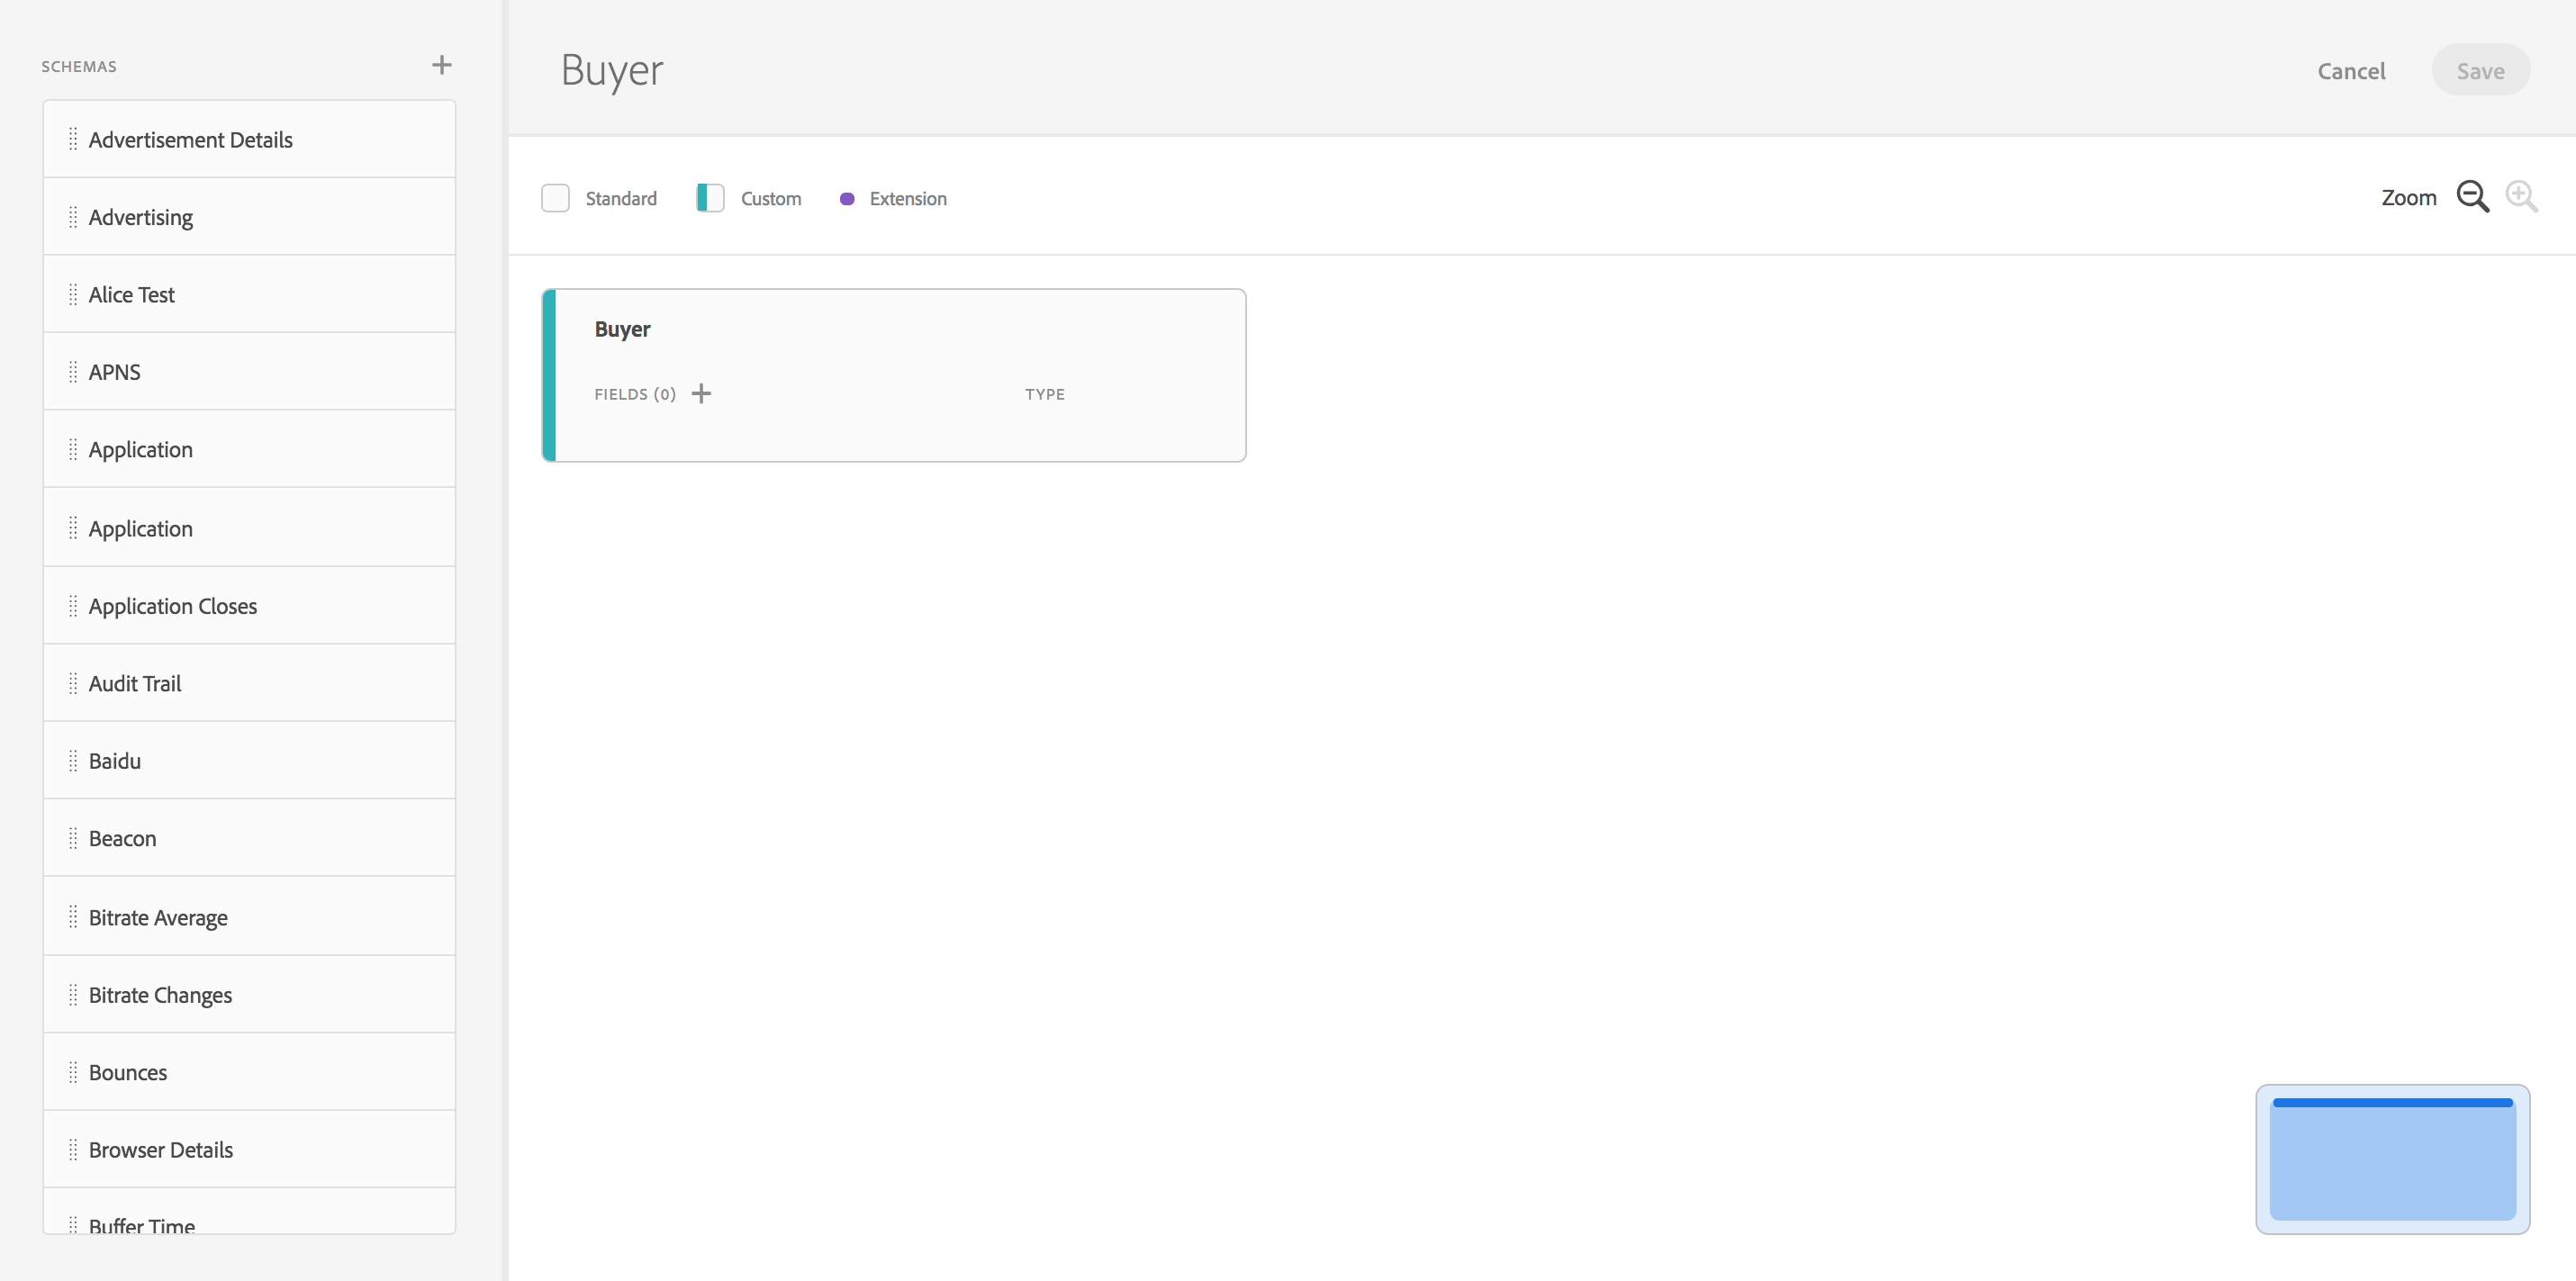 SCHEMAS
Advertisement Details
Advertising
Alice Test
APNS
Application
Application
Application Closes
Audit Trail
Baidu
Beacon
Bitrate Average
Bitrate Changes
Bounces
Browser Details
Buffer Time
Buyer
Cancel
Save
Standard
Custom
Extension
Zoom
Buyer
FIELDS (0)
TYPE